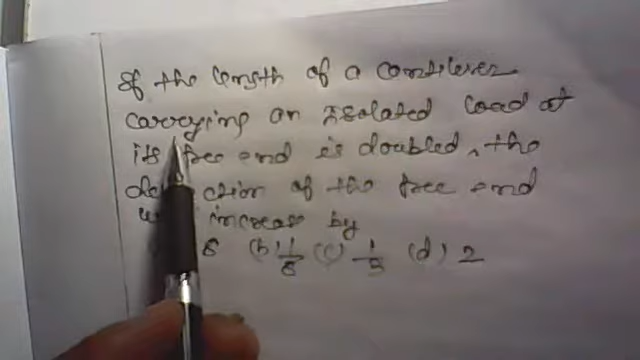 If the length of a cantilever
carrying an isolated load at
its free end is doubled, the
of the free end
increase by
8 (b) 1/8 (c) 1/3 (d) 2